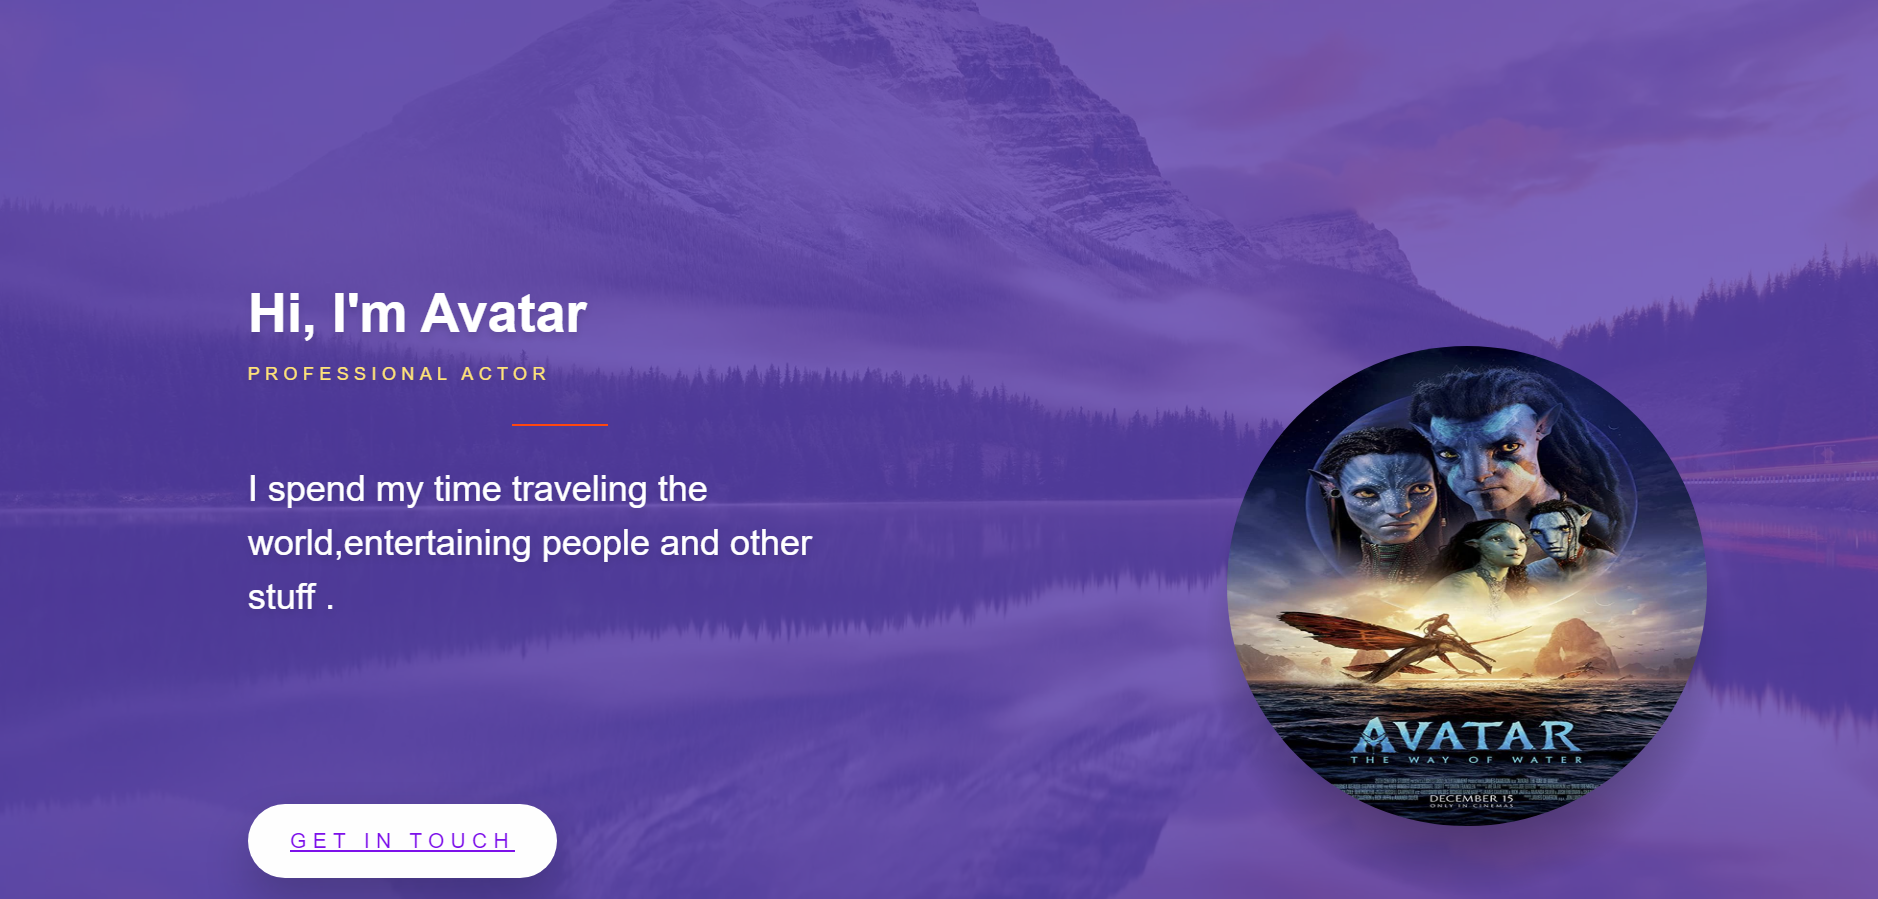 Hi, I'm Avatar
PROFESSIONAL ACTOR
I spend my time traveling the
world,entertaining people and other
stuff .
GET IN TOUCH
AVATAR
THE WAY OF WATER
DECEMBER 15
ONLY IN CINEMAS